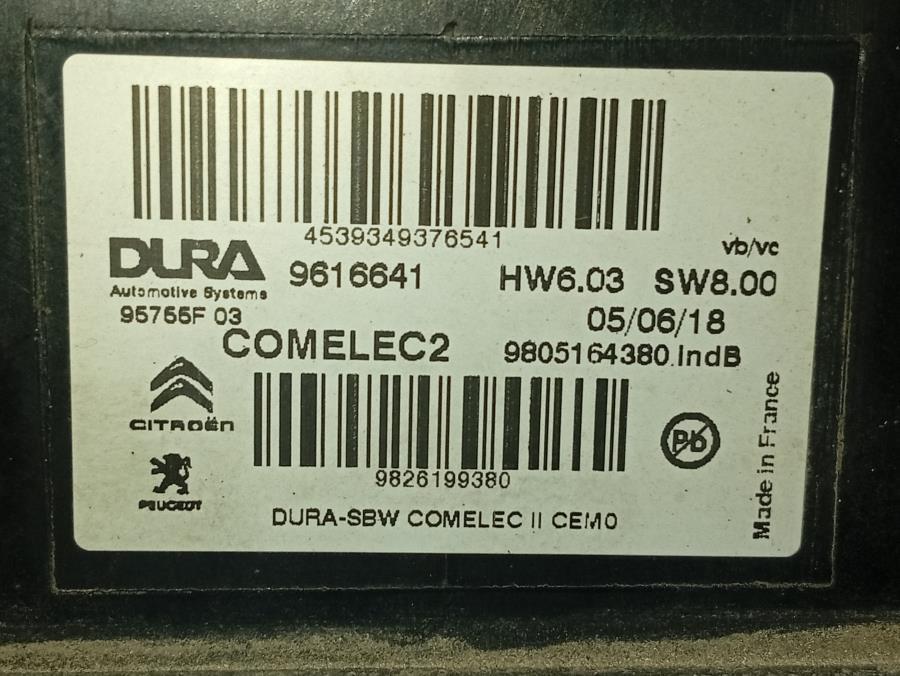 4539349376541
vb/vc
DURA
Automotive Systems
9616641 HW6.03 SW8.00
95755F 03
05/06/18
COMELEC2
9805164380.IndB
CITROËN
Pb
9826199380
PEUGEOT
DURA-SBW COMELEC II CEM0
Made in France